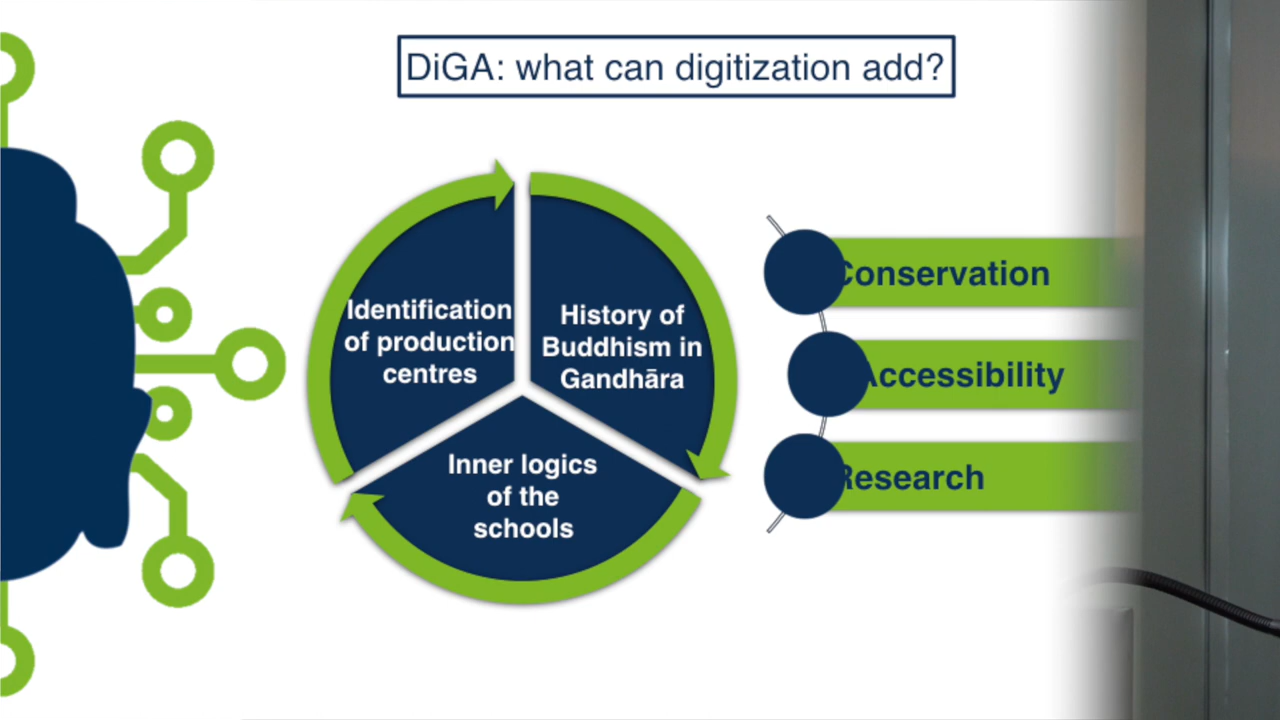 DiGA: what can digitization add?
Identification
of production
centres
History of
Buddhism in
Gandhāra
Inner logics
of the
schools
Conservation
Accessibility
Research